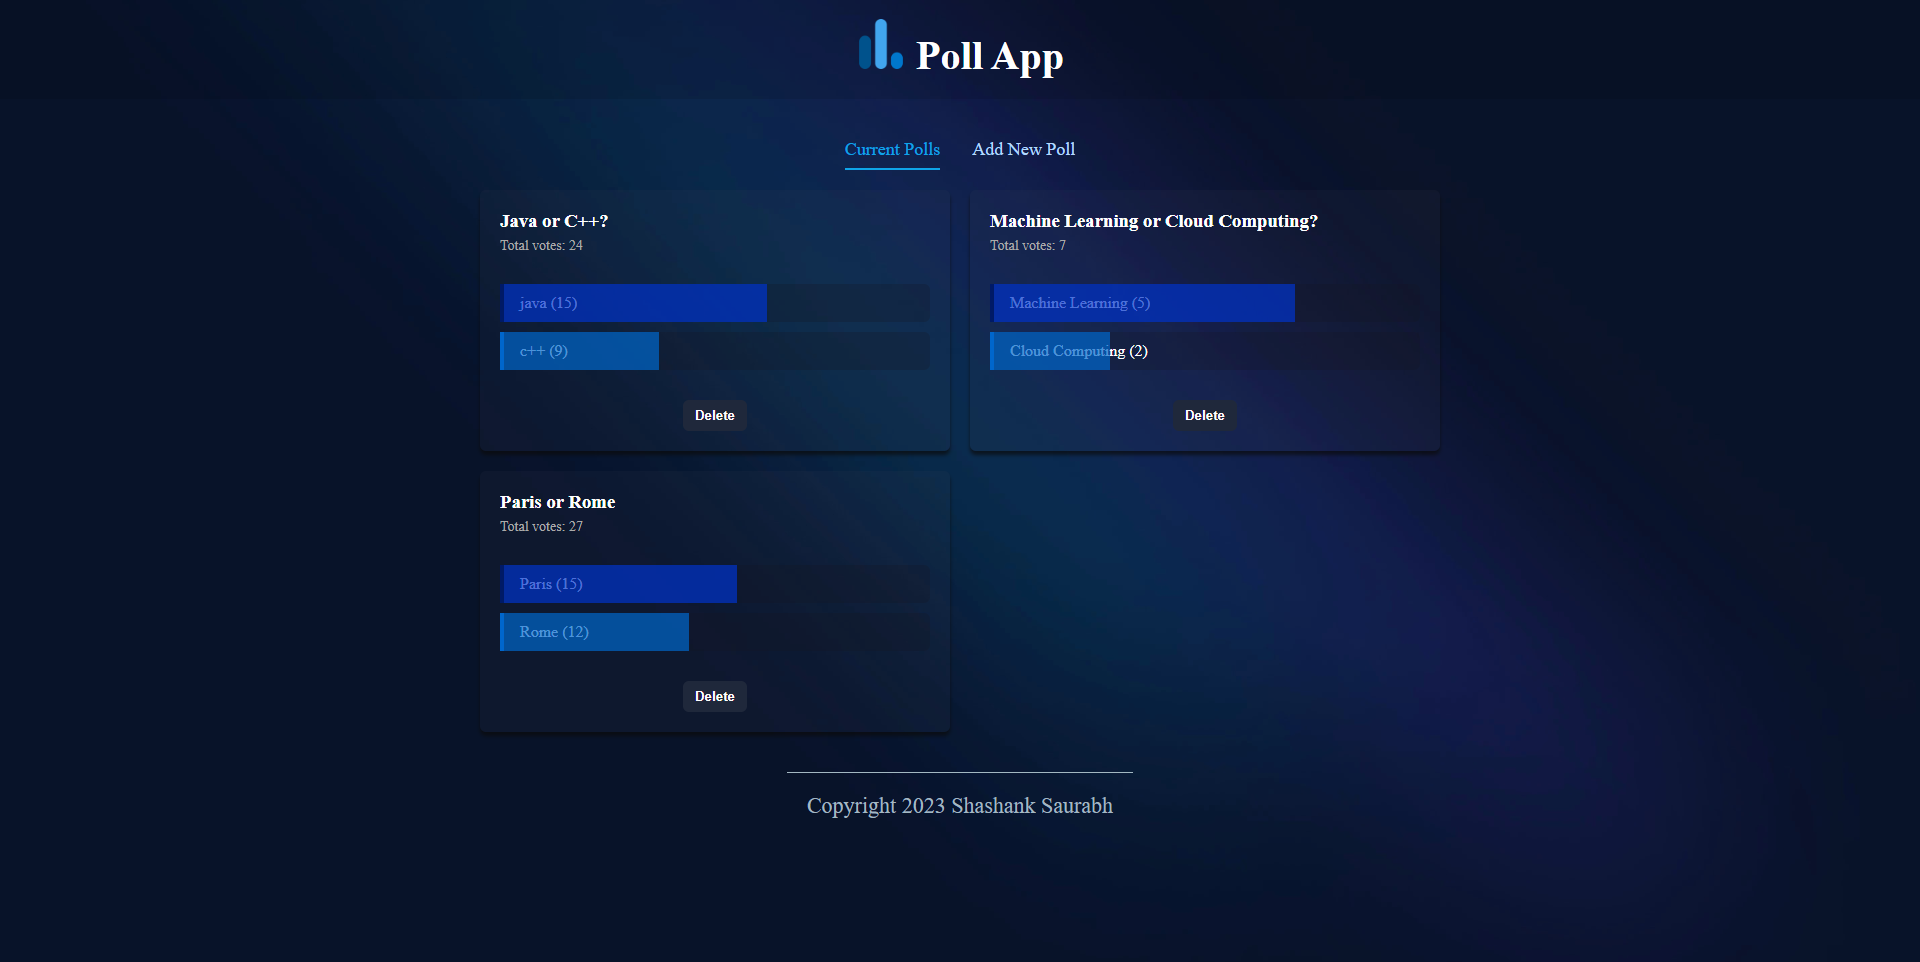 Poll App
Current Polls
Add New Poll
Java or C++?
Total votes: 24
java (15)
c++ (9)
Delete
Machine Learning or Cloud Computing?
Total votes: 7
Machine Learning (5)
Cloud Computing (2)
Delete
Paris or Rome
Total votes: 27
Paris (15)
Rome (12)
Delete
Copyright 2023 Shashank Saurabh